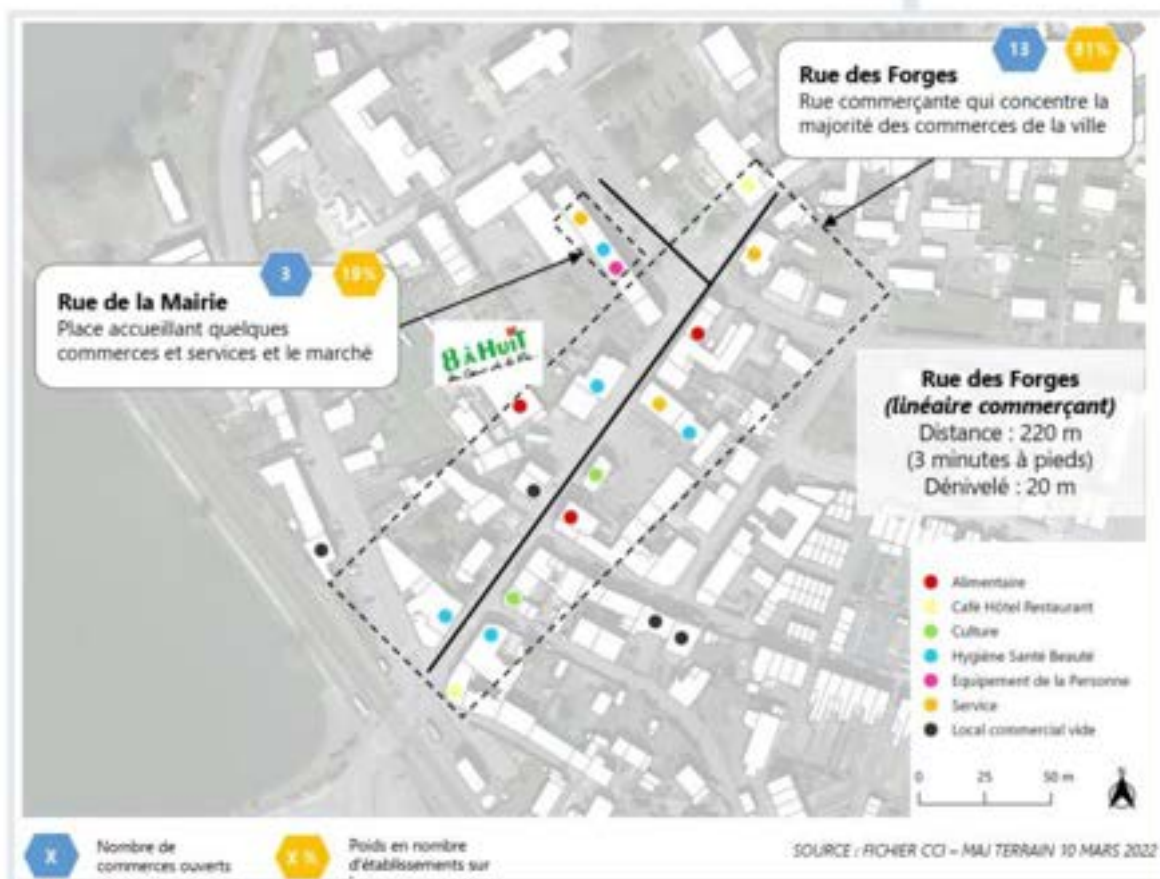 13
81%
Rue des Forges
Rue commerçante qui concentre la
majorité des commerces de la ville
3
19%
Rue de la Mairie
Place accueillant quelques
commerces et services et le marché
8 À HUIT
Rue des Forges
(linéaire commerçant)
Distance : 220 m
(3 minutes à pieds)
Dénivelé : 20 m
Alimentaire
Café Hôtel Restaurant
Culture
Hygiène Santé Beauté
Equipement de la Personne
Service
Local commercial vide
0 25 50 m
N
X
Nombre de
commerces ouverts
X %
Poids en nombre
d'établissements sur
SOURCE : FICHIER CCI – MAJ TERRAIN 10 MARS 2022